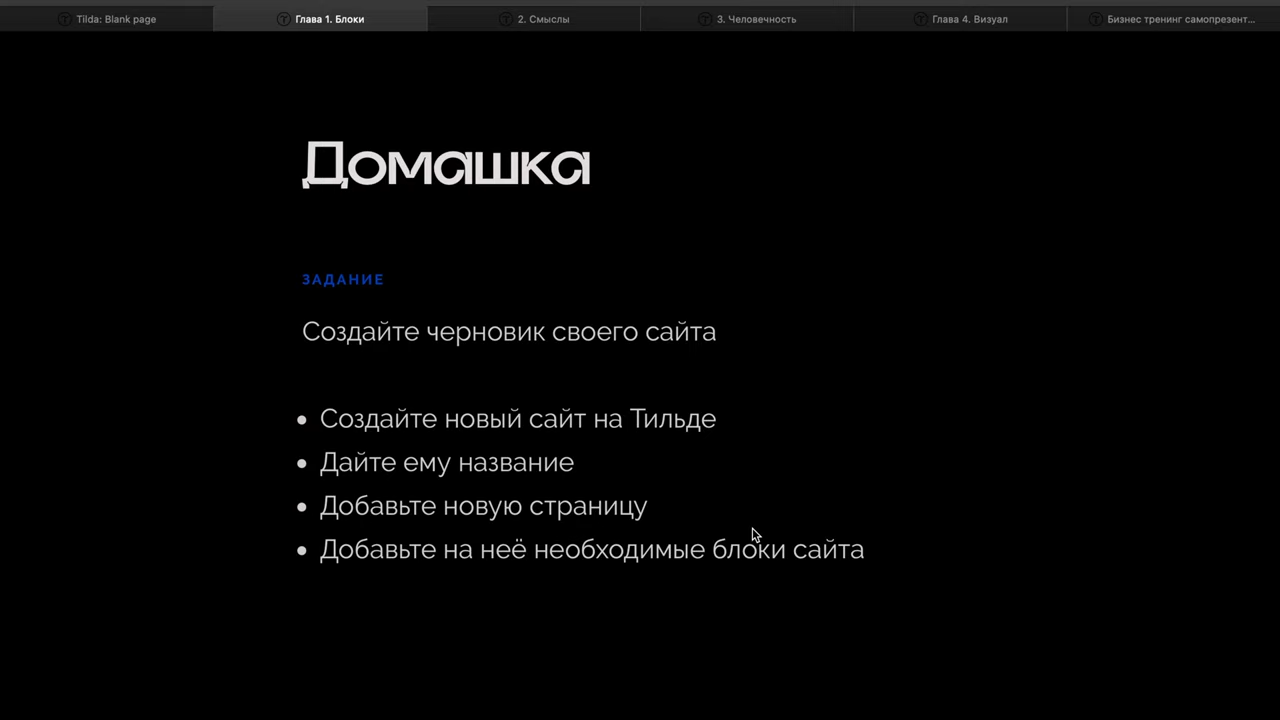 Tilda: Blank page
Глава 1. Блоки
2. Смыслы
3. Человечность
Глава 4. Визуал
Бизнес тренинг самопрезент...
Домашка
ЗАДАНИЕ
Создайте черновик своего сайта
• Создайте новый сайт на Тильде
• Дайте ему название
• Добавьте новую страницу
• Добавьте на неё необходимые блоки сайта